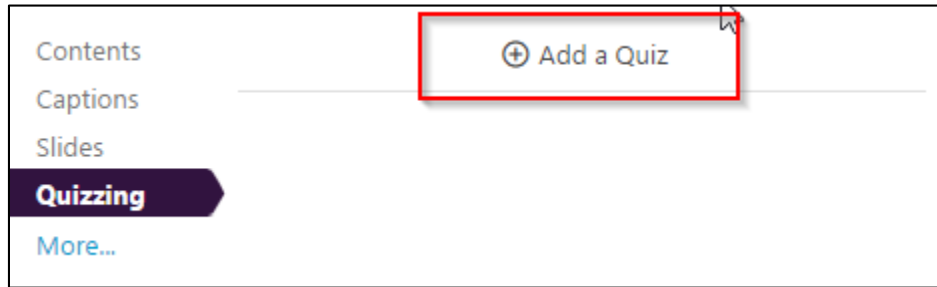 Contents
Captions
Slides
Quizzing
More...
Add a Quiz